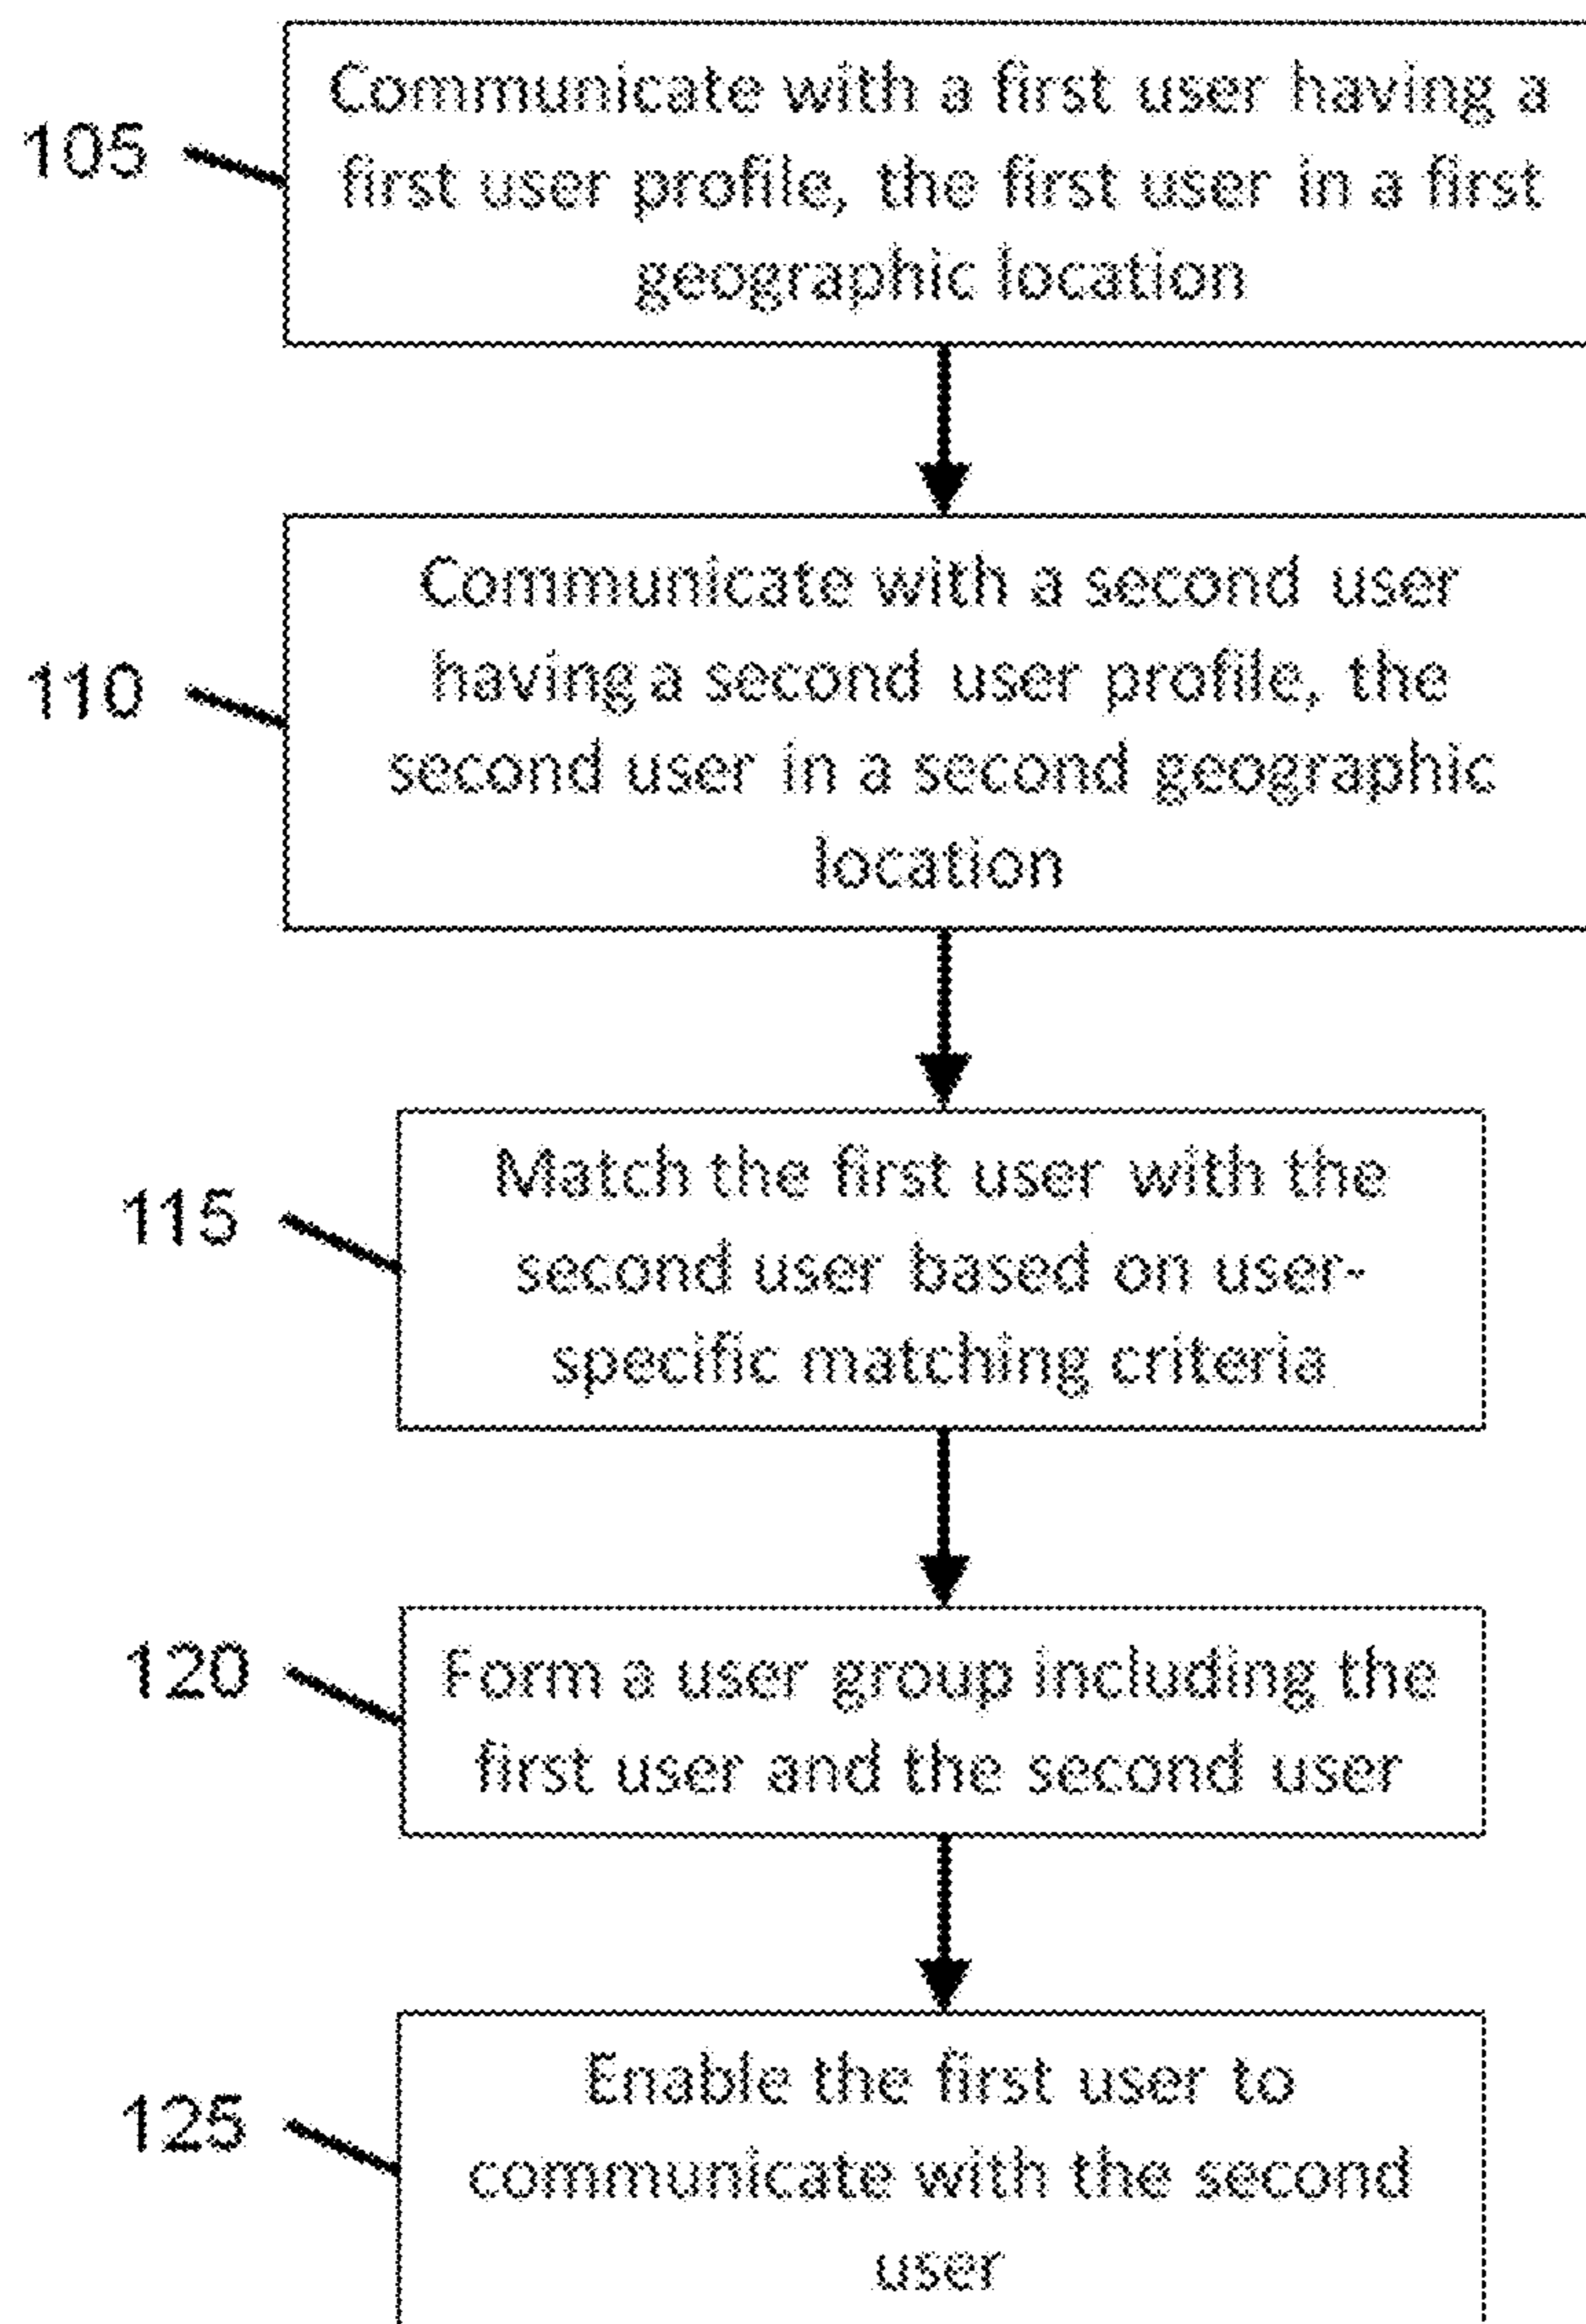 105
Communicate with a first user having a
first user profile, the first user in a first
geographic location
110
Communicate with a second user
having a second user profile, the
second user in a second geographic
location
115
Match the first user with the
second user based on user-
specific matching criteria
120
Form a user group including the
first user and the second user
125
Enable the first user to
communicate with the second
user